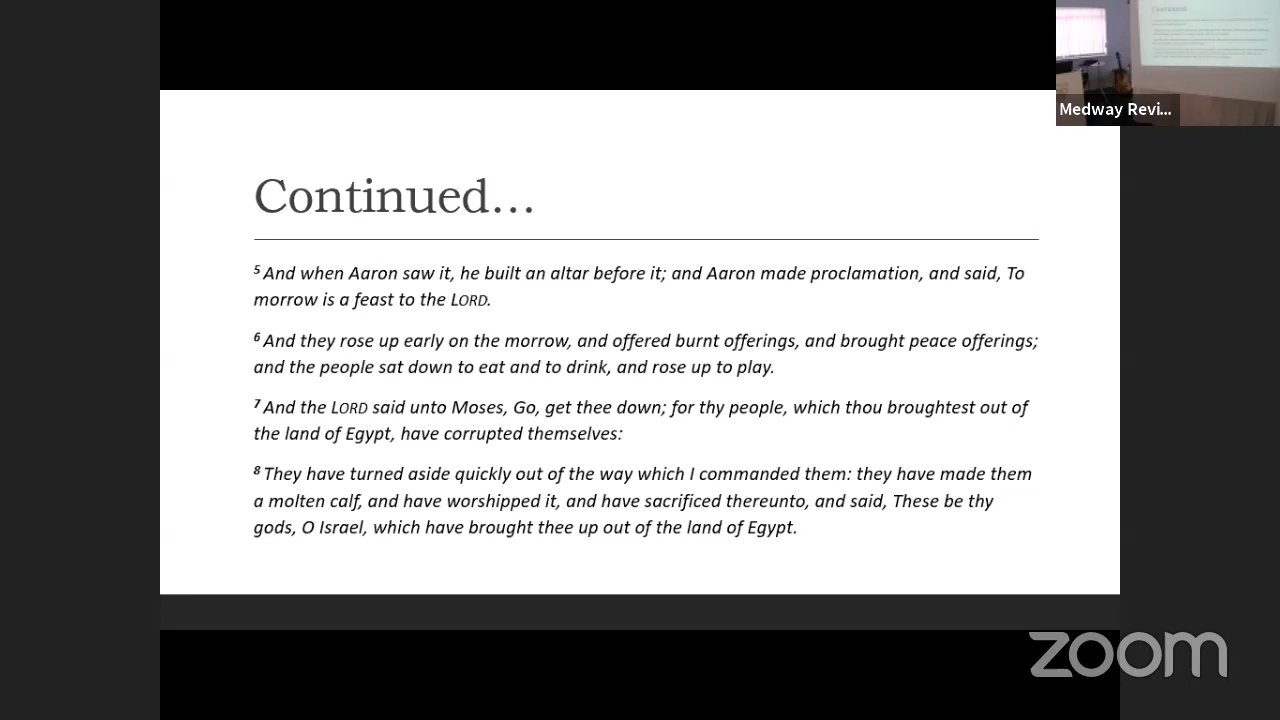 Continued
Medway Revi...
Continued...
5 And when Aaron saw it, he built an altar before it; and Aaron made proclamation, and said, To
morrow is a feast to the LORD.
6 And they rose up early on the morrow, and offered burnt offerings, and brought peace offerings;
and the people sat down to eat and to drink, and rose up to play.
7 And the LORD said unto Moses, Go, get thee down; for thy people, which thou broughtest out of
the land of Egypt, have corrupted themselves:
8 They have turned aside quickly out of the way which I commanded them: they have made them
a molten calf, and have worshipped it, and have sacrificed thereunto, and said, These be thy
gods, O Israel, which have brought thee up out of the land of Egypt.
zoom